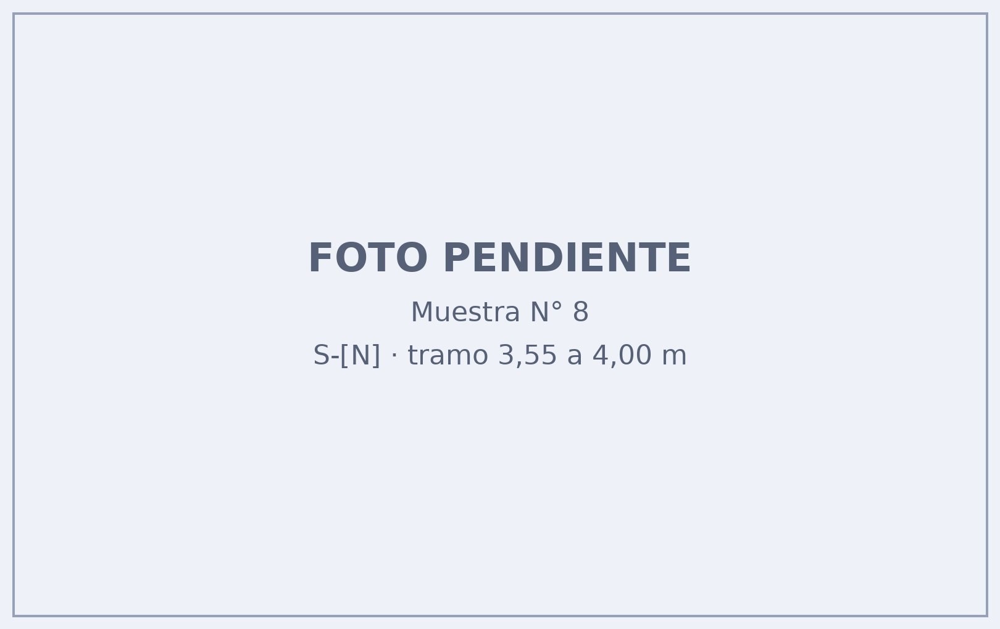 FOTO PENDIENTE
Muestra N° 8
S-[N] · tramo 3,55 a 4,00 m